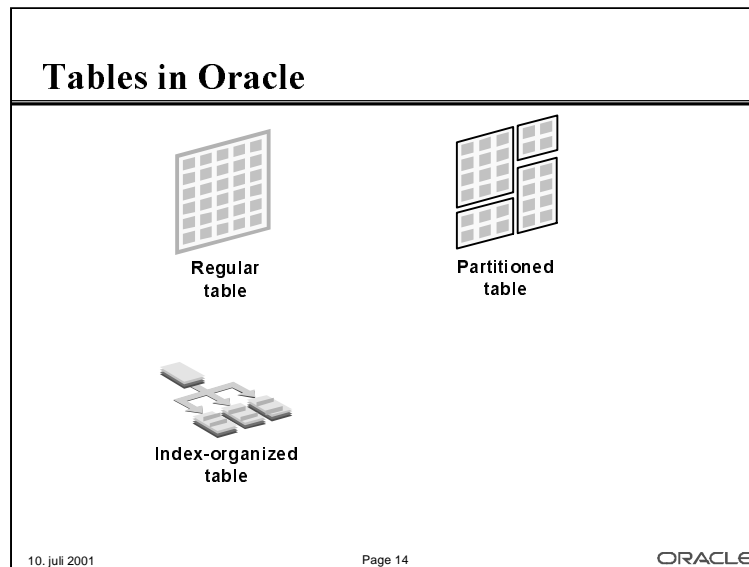 Tables in Oracle
Regular
table
Partitioned
table
Index-organized
table
10. juli 2001
Page 14
ORACLE